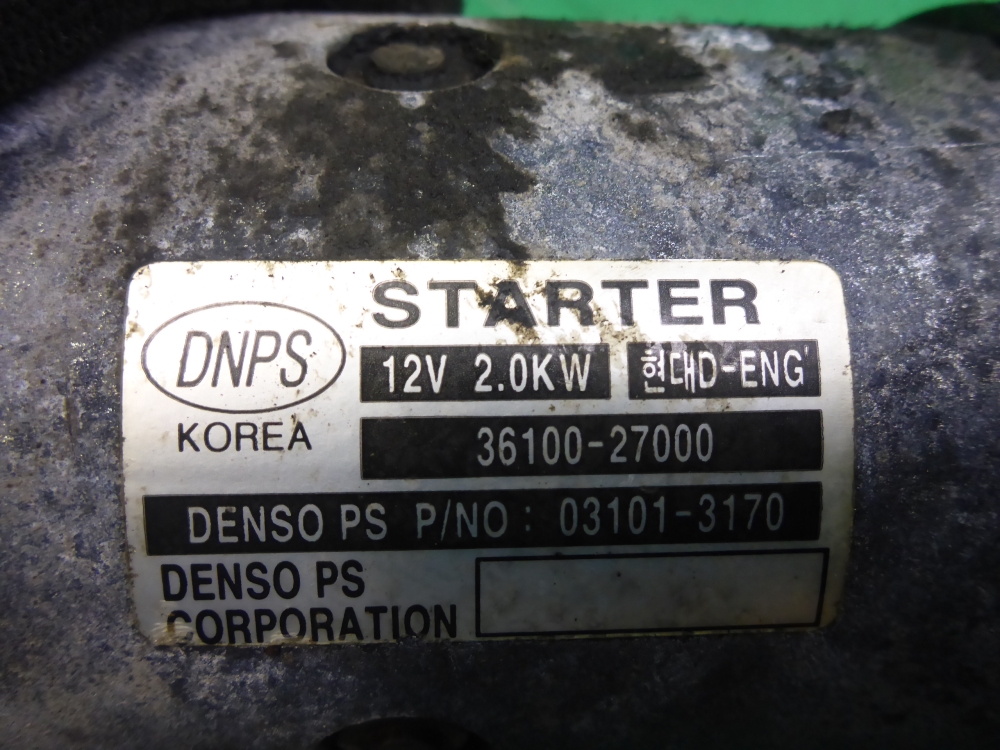 STARTER
DNPS
12V 2.0KW
현대D-ENG
KOREA
36100-27000
DENSO PS P/NO: 03101-3170
DENSO PS
CORPORATION